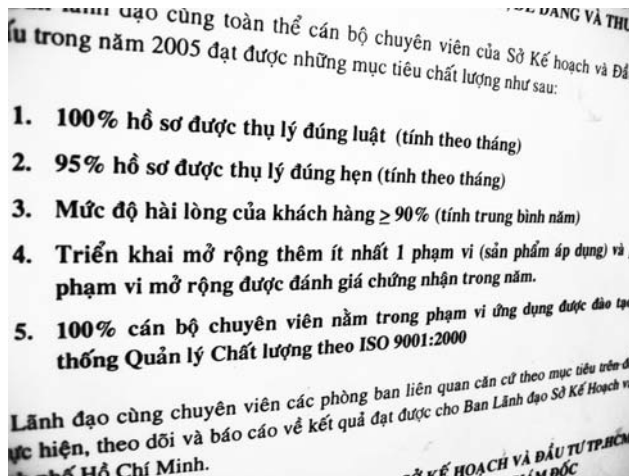 DÀNG VÀ THU
lãnh đạo cùng toàn thể cán bộ chuyên viên của Sở Kế hoạch và Đầ
ấu trong năm 2005 đạt được những mục tiêu chất lượng như sau:
1. 100% hồ sơ được thụ lý đúng luật (tính theo tháng)
2. 95% hồ sơ được thụ lý đúng hẹn (tính theo tháng)
3. Mức độ hài lòng của khách hàng ≥ 90% (tính trung bình năm)
4. Triển khai mở rộng thêm ít nhất 1 phạm vi (sản phẩm áp dụng) và
phạm vi mở rộng được đánh giá chứng nhận trong năm.
5. 100% cán bộ chuyên viên nằm trong phạm vi ứng dụng được đào tạo
thống Quản lý Chất lượng theo ISO 9001:2000
Lãnh đạo cùng chuyên viên các phòng ban liên quan căn cứ theo mục tiêu trên
ực hiện, theo dõi và báo cáo về kết quả đạt được cho Ban Lãnh đạo Sở Kế Hoạch
phố Hồ Chí Minh.
KẾ HOẠCH VÀ ĐẦU TƯ TP.HCM
ĐỐC